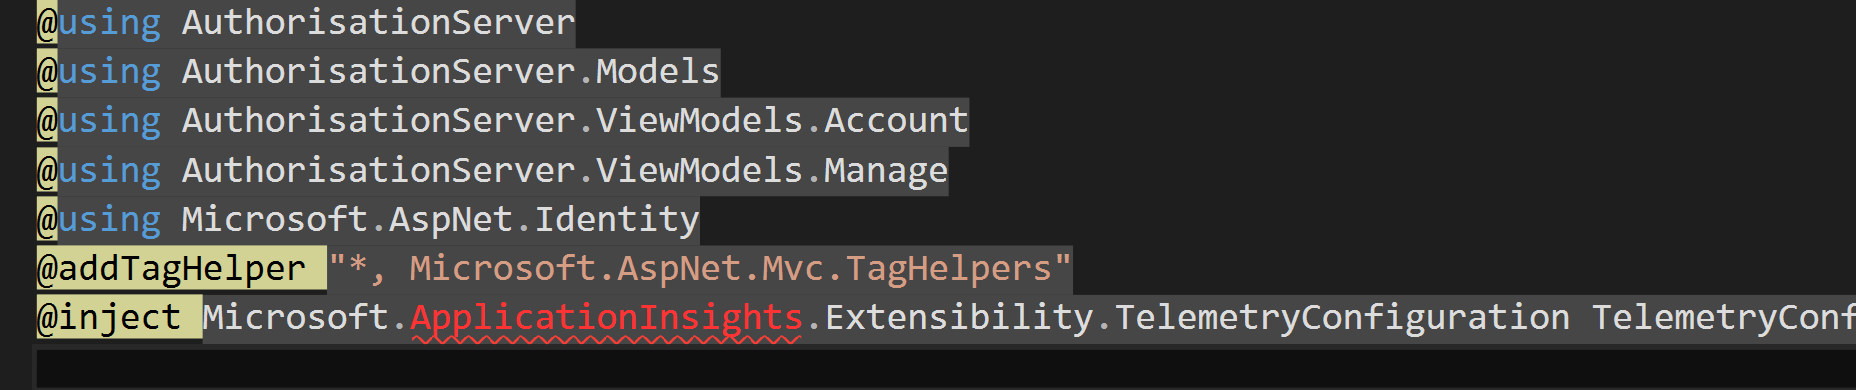 @using AuthorisationServer
@using AuthorisationServer.Models
@using AuthorisationServer.ViewModels.Account
@using AuthorisationServer.ViewModels.Manage
@using Microsoft.AspNet.Identity
@addTagHelper "*, Microsoft.AspNet.Mvc.TagHelpers"
@inject Microsoft.ApplicationInsights.Extensibility.TelemetryConfiguration TelemetryConf